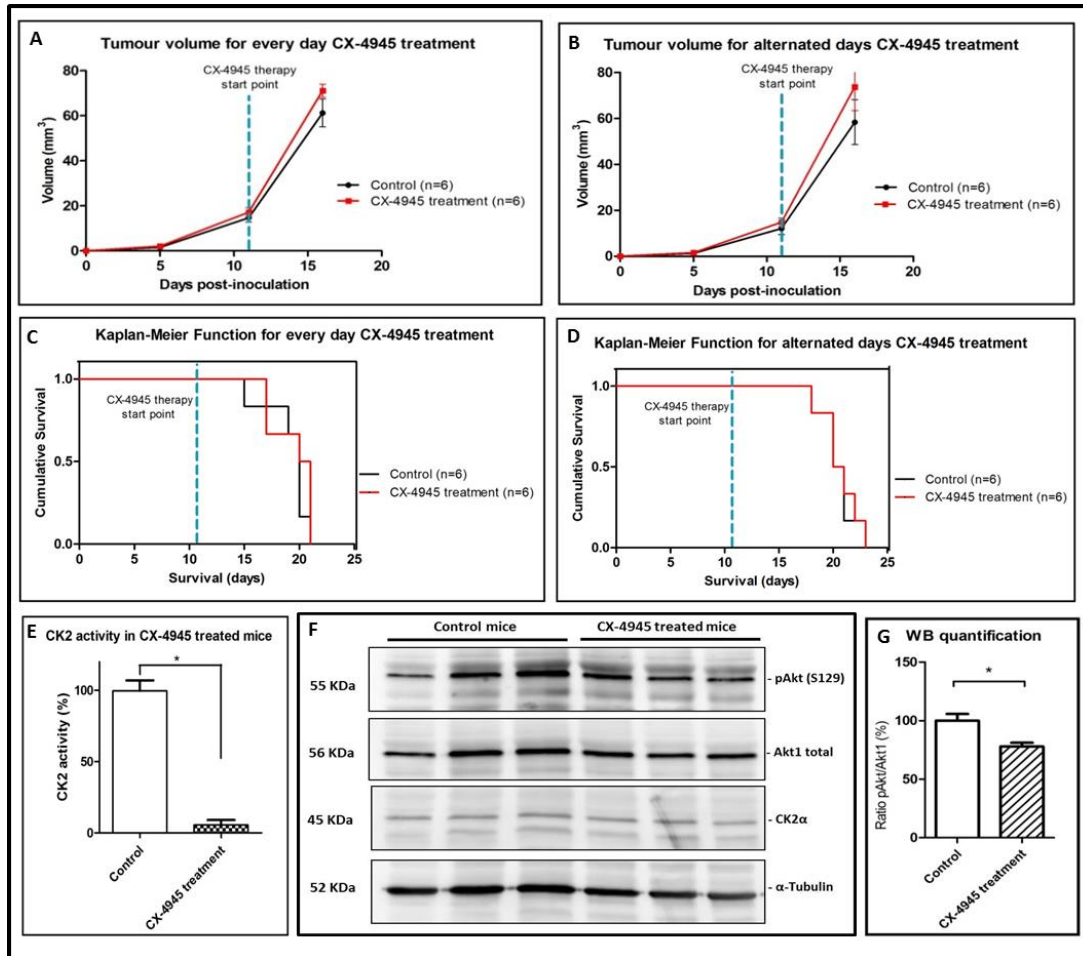 A
Tumour volume for every day CX-4945 treatment
CX-4945 therapy
start point
80
60
40
20
0
Volume (mm³)
0 5 10 15 20
Days post-inoculation
Control (n=6)
CX-4945 treatment (n=6)
B
Tumour volume for alternated days CX-4945 treatment
CX-4945 therapy
start point
80
60
40
20
0
Volume (mm³)
0 5 10 15 20
Days post-inoculation
Control (n=6)
CX-4945 treatment (n=6)
C
Kaplan-Meier Function for every day CX-4945 treatment
1.0
0.5
0.0
Cumulative Survival
CX-4945 therapy
start point
0 5 10 15 20 25
Survival (days)
Control (n=6)
CX-4945 treatment (n=6)
D
Kaplan-Meier Function for alternated days CX-4945 treatment
1.0
0.5
0.0
Cumulative Survival
CX-4945 therapy
start point
0 5 10 15 20 25
Survival (days)
Control (n=6)
CX-4945 treatment (n=6)
E
CK2 activity in CX-4945 treated mice
*
100
50
0
CK2 activity (%)
Control
CX-4945 treatment
F
Control mice CX-4945 treated mice
55 KDa - pAkt (S129)
56 KDa - Akt1 total
45 KDa - CK2α
52 KDa - α-Tubulin
G
WB quantification
*
150
100
50
0
Ratio pAkt/Akt1 (%)
Control
CX-4945 treatment